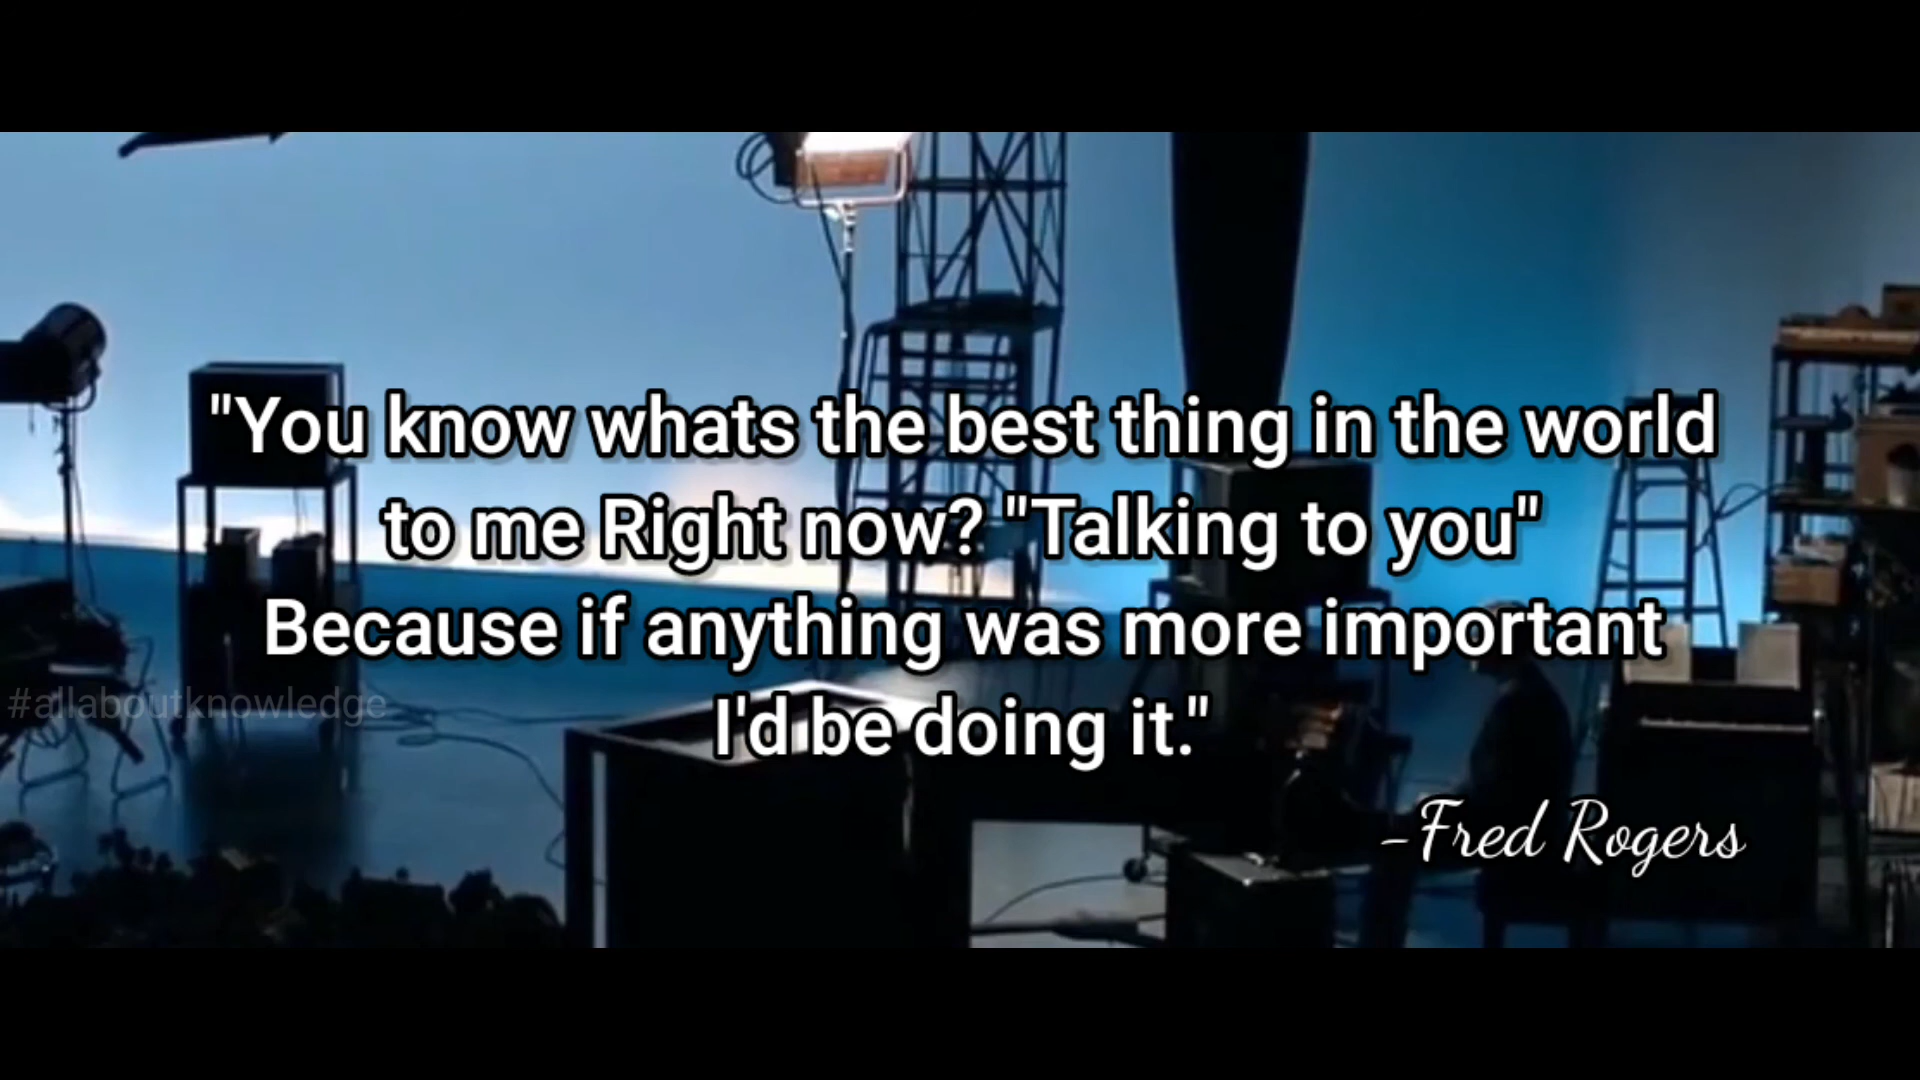 "You know whats the best thing in the world
to me Right now? "Talking to you"
Because if anything was more important
#allaboutknowledge
I'd be doing it."
-Fred Rogers